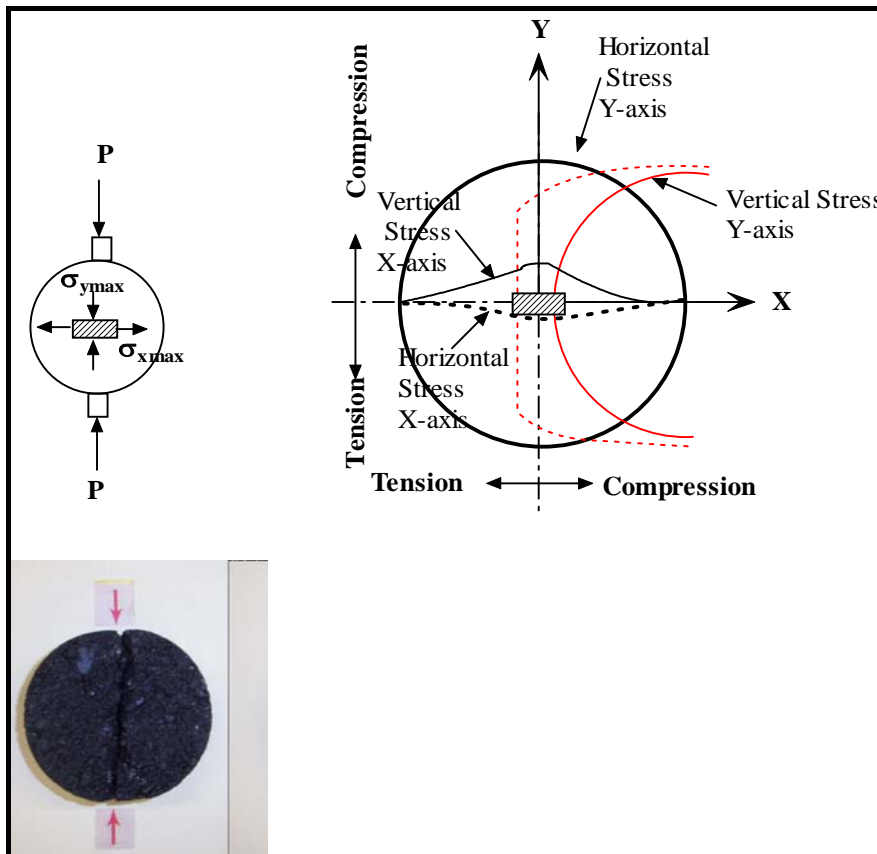 P
σymax
σxmax
P
Y
Horizontal
Stress
Y-axis
Compression
Vertical
Stress
X-axis
Vertical Stress
Y-axis
X
Horizontal
Stress
X-axis
Tension
Tension
Compression